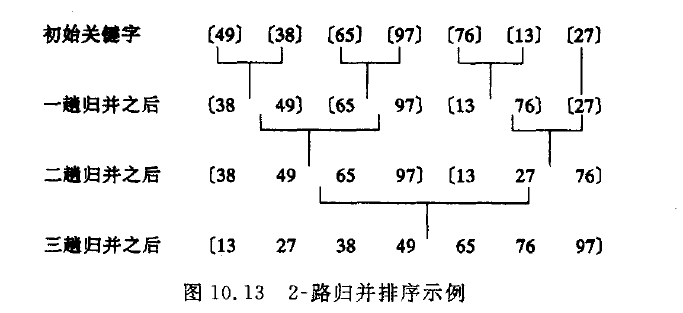 初始关键字 〔49〕 〔38〕 〔65〕 〔97〕 〔76〕 〔13〕 〔27〕
一趟归并之后 〔38 49〕 〔65 97〕 〔13 76〕 〔27〕
二趟归并之后 〔38 49 65 97〕 〔13 27 76〕
三趟归并之后 〔13 27 38 49 65 76 97〕
图 10.13 2-路归并排序示例